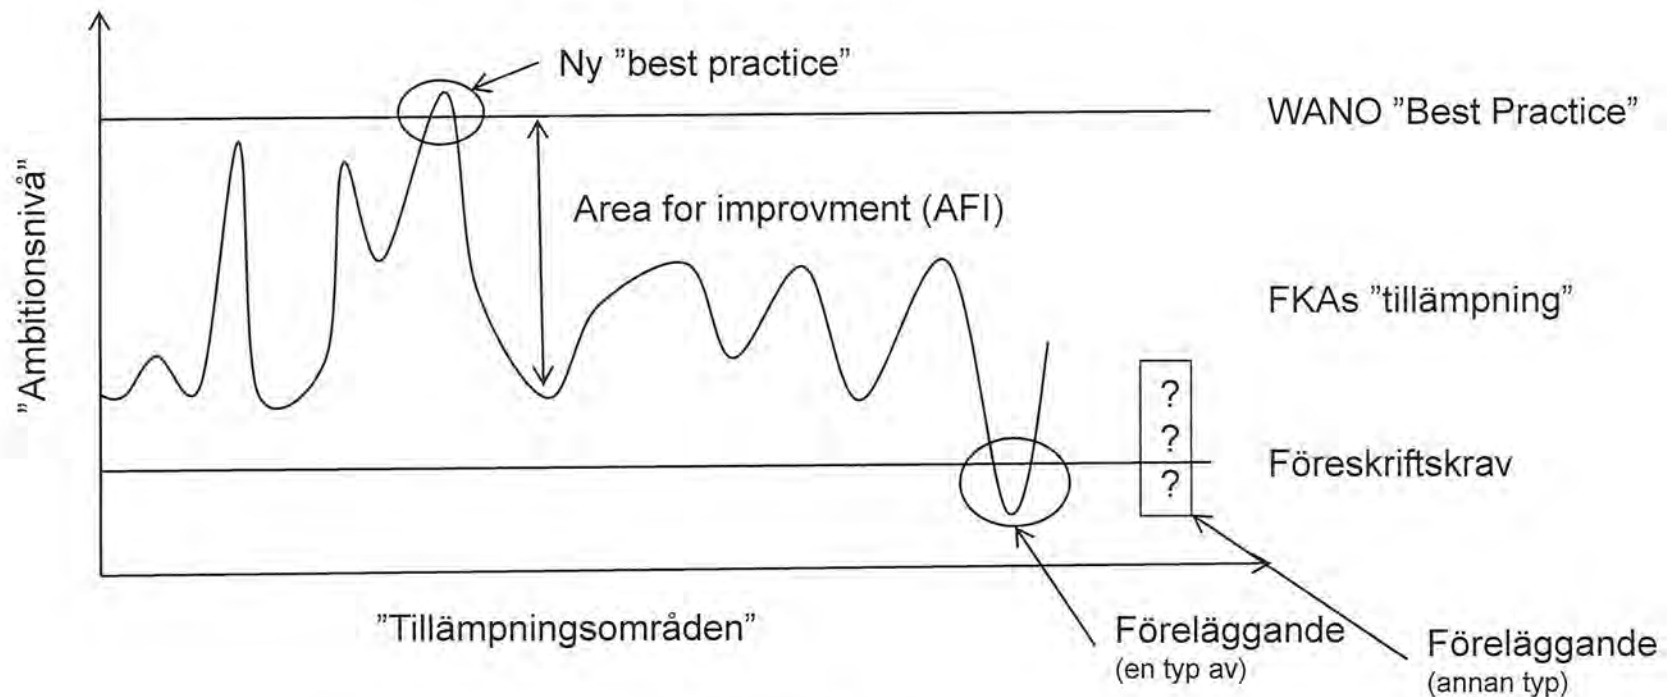 Ny ”best practice”
WANO ”Best Practice”
”Ambitionsnivå”
Area for improvment (AFI)
FKAs ”tillämpning”
?
?
?
Föreskriftskrav
”Tillämpningsområden”
Föreläggande
(en typ av)
Föreläggande
(annan typ)